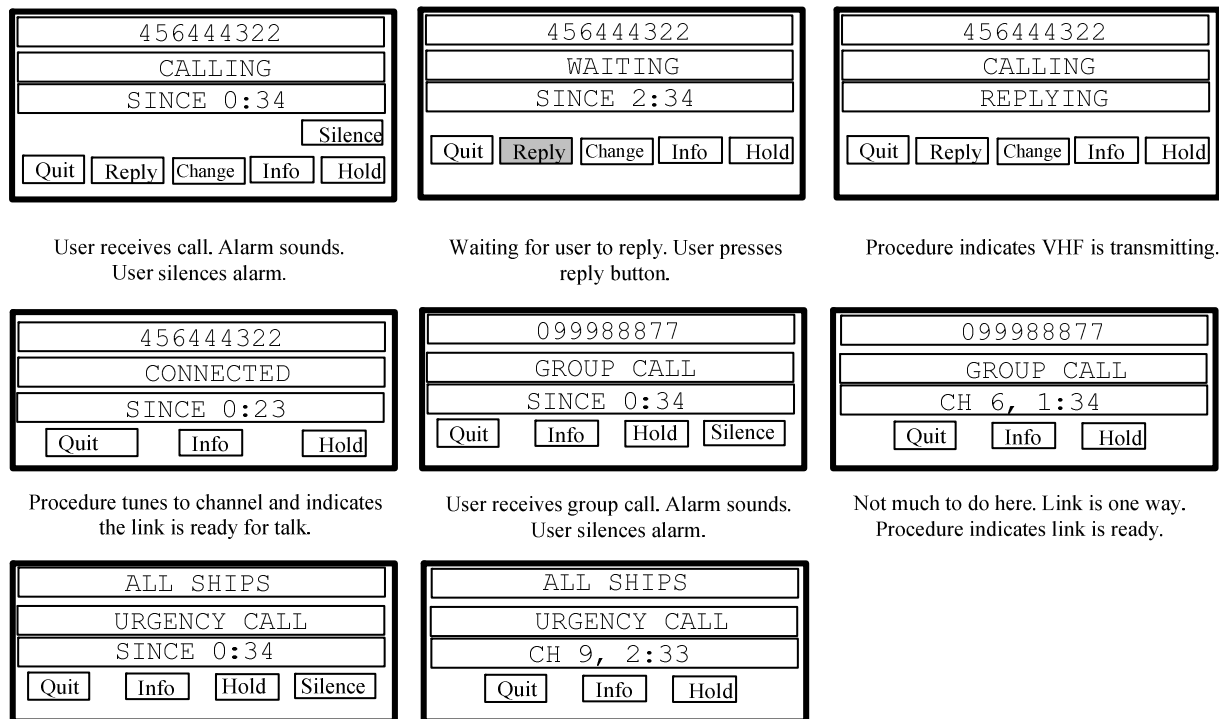 456444322
CALLING
SINCE 0:34
Silence
Quit Reply Change Info Hold
User receives call. Alarm sounds.
User silences alarm.
456444322
WAITING
SINCE 2:34
Quit Reply Change Info Hold
Waiting for user to reply. User presses
reply button.
456444322
CALLING
REPLYING
Quit Reply Change Info Hold
Procedure indicates VHF is transmitting.
456444322
CONNECTED
SINCE 0:23
Quit Info Hold
Procedure tunes to channel and indicates
the link is ready for talk.
099988877
GROUP CALL
SINCE 0:34
Quit Info Hold Silence
User receives group call. Alarm sounds.
User silences alarm.
099988877
GROUP CALL
CH 6, 1:34
Quit Info Hold
Not much to do here. Link is one way.
Procedure indicates link is ready.
ALL SHIPS
URGENCY CALL
SINCE 0:34
Quit Info Hold Silence
ALL SHIPS
URGENCY CALL
CH 9, 2:33
Quit Info Hold